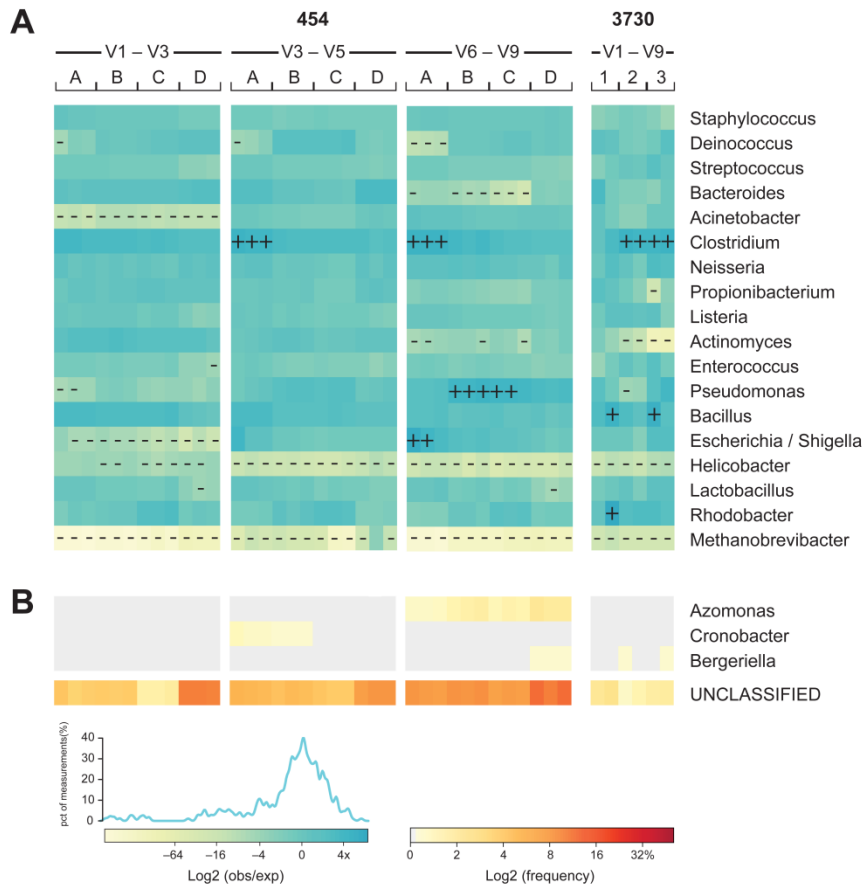 454 3730
A
V1 – V3 V3 – V5 V6 – V9 V1 – V9
A B C D A B C D A B C D 1 2 3
Staphylococcus
- - - - - Deinococcus
Streptococcus
- - - - - - - - Bacteroides
- - - - - - - - - - - - Acinetobacter
+++ +++ ++++ Clostridium
Neisseria
- Propionibacterium
Listeria
- - - - - - - - Actinomyces
- Enterococcus
- - +++++ - Pseudomonas
+ + Bacillus
- - - - - - - - - - - ++ Escherichia / Shigella
- - - - - - - - - - - - - - - - - - - - - - - - - - - - - - - - - - - - - Helicobacter
- - Lactobacillus
+ Rhodobacter
- - - - - - - - - - - - - - - - - - - - - - - - - - - - - - - - - - - - - - - - - Methanobrevibacter
B
Azomonas
Cronobacter
Bergeriella
UNCLASSIFIED
pct of measurements(%)
40
30
20
10
0
−64 −16 −4 0 4x
Log2 (obs/exp)
0 2 4 8 16 32%
Log2 (frequency)